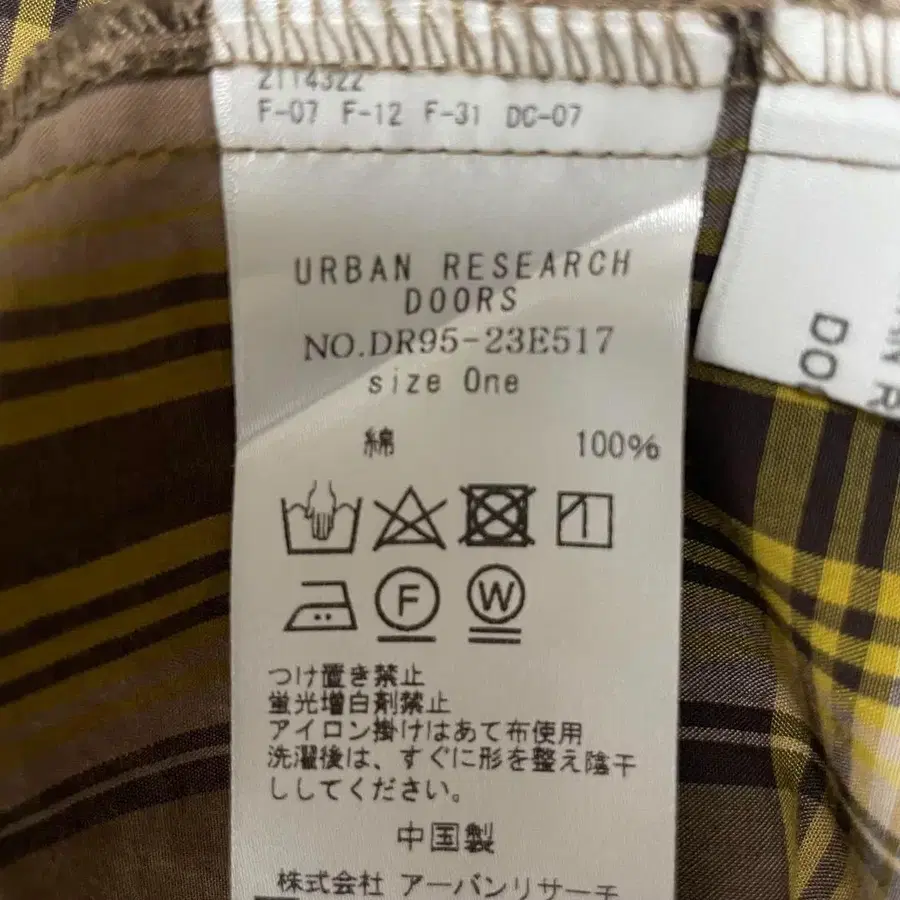 2114322
F-07 F-12 F-31 DC-07
URBAN RESEARCH
DOORS
NO.DR95-23E517
size One
綿 100%
F W
つけ置き禁止
蛍光増白剤禁止
アイロン掛けはあて布使用
洗濯後は、すぐに形を整え陰干
ししてください。
中国製
株式会社 アーバンリサーチ